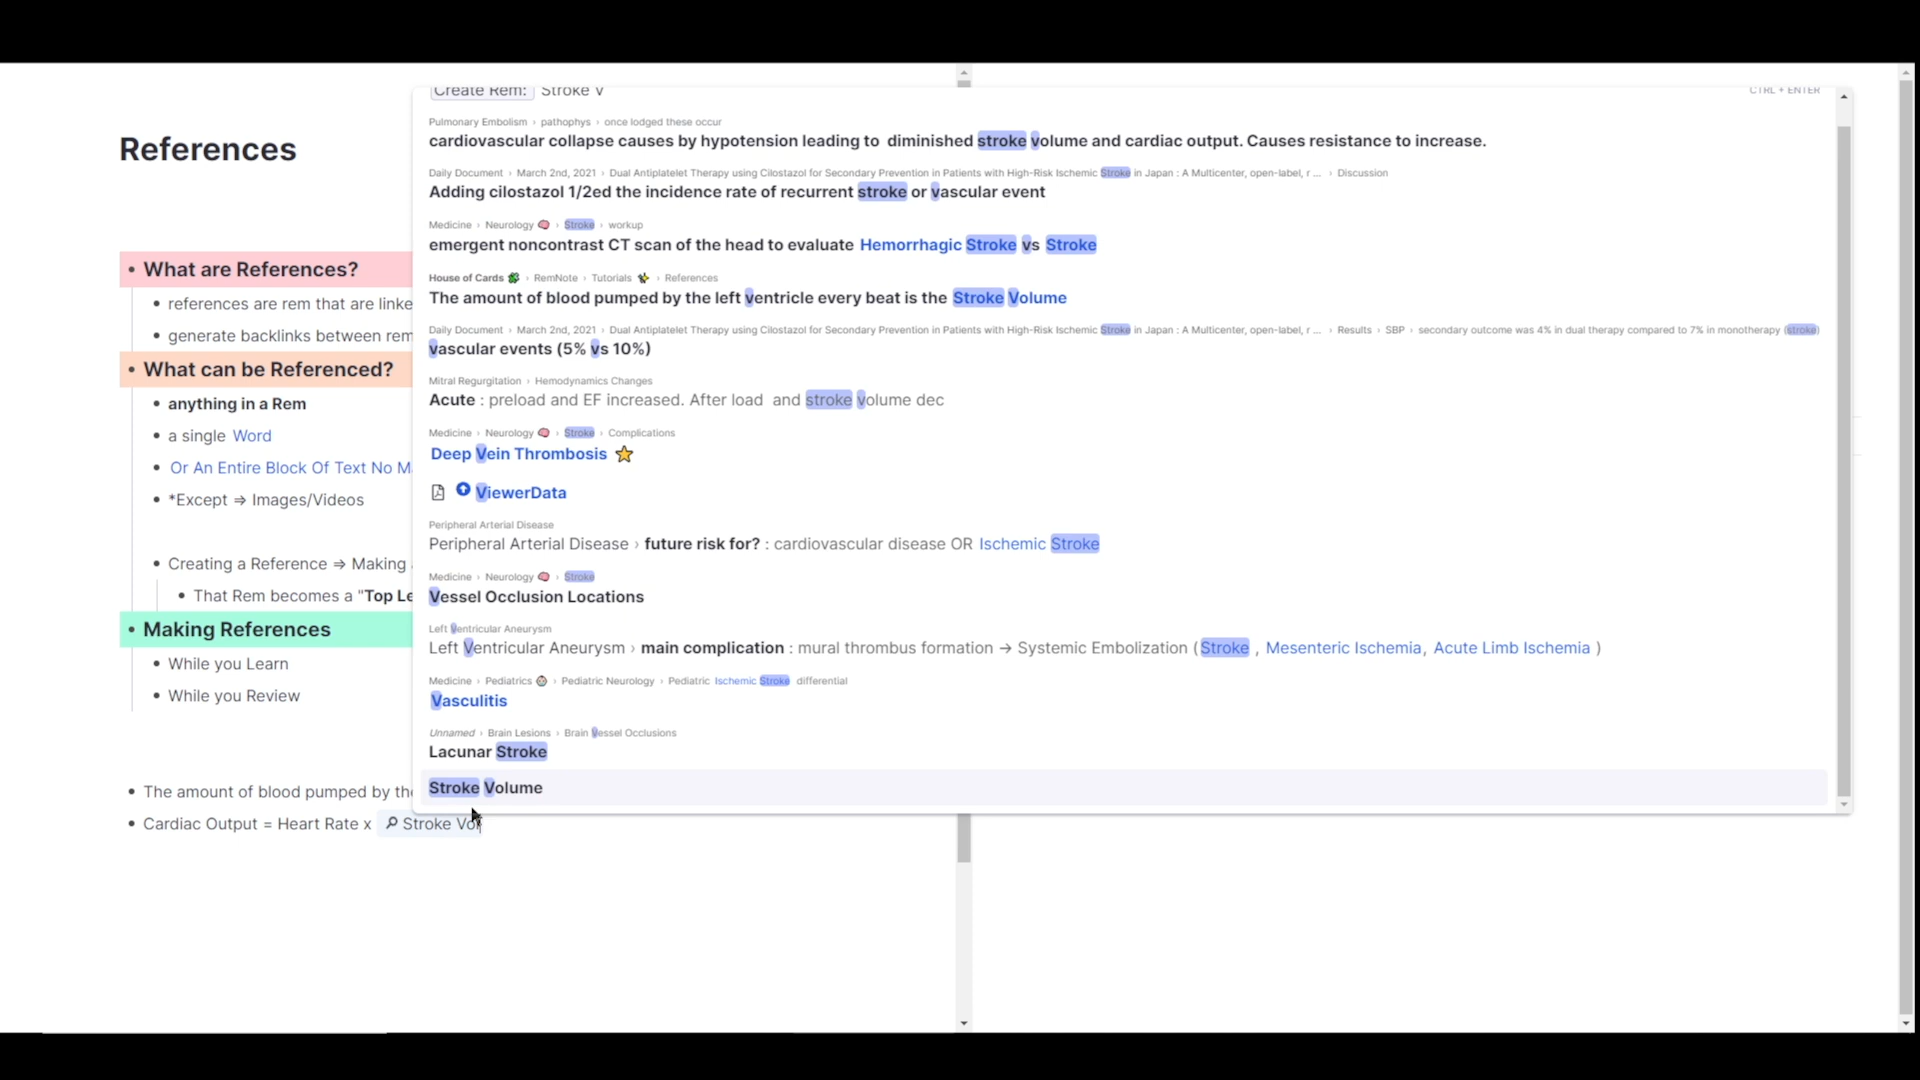 References
What are References?
references are rem that are linke
generate backlinks between rem
What can be Referenced?
anything in a Rem
a single Word
Or An Entire Block Of Text No M
*Except ⇒ Images/Videos
Creating a Reference ⇒ Making
That Rem becomes a "Top Le
Making References
While you Learn
While you Review
The amount of blood pumped by the
Cardiac Output = Heart Rate x Stroke Vol
Create Rem: Stroke V
CTRL + ENTER
Pulmonary Embolism › pathophys › once lodged these occur
cardiovascular collapse causes by hypotension leading to diminished stroke volume and cardiac output. Causes resistance to increase.
Daily Document › March 2nd, 2021 › Dual Antiplatelet Therapy using Cilostazol for Secondary Prevention in Patients with High-Risk Ischemic Stroke in Japan : A Multicenter, open-label, r ... › Discussion
Adding cilostazol 1/2ed the incidence rate of recurrent stroke or vascular event
Medicine › Neurology 🧠 › Stroke › workup
emergent noncontrast CT scan of the head to evaluate Hemorrhagic Stroke vs Stroke
House of Cards › RemNote › Tutorials › References
The amount of blood pumped by the left ventricle every beat is the Stroke Volume
Daily Document › March 2nd, 2021 › Dual Antiplatelet Therapy using Cilostazol for Secondary Prevention in Patients with High-Risk Ischemic Stroke in Japan : A Multicenter, open-label, r ... › Results › SBP › secondary outcome was 4% in dual therapy compared to 7% in monotherapy (stroke)
vascular events (5% vs 10%)
Mitral Regurgitation › Hemodynamics Changes
Acute : preload and EF increased. After load and stroke volume dec
Medicine › Neurology 🧠 › Stroke › Complications
Deep Vein Thrombosis ⭐
ViewerData
Peripheral Arterial Disease
Peripheral Arterial Disease › future risk for? : cardiovascular disease OR Ischemic Stroke
Medicine › Neurology 🧠 › Stroke
Vessel Occlusion Locations
Left Ventricular Aneurysm
Left Ventricular Aneurysm › main complication : mural thrombus formation → Systemic Embolization ( Stroke , Mesenteric Ischemia, Acute Limb Ischemia )
Medicine › Pediatrics 👶 › Pediatric Neurology › Pediatric Ischemic Stroke differential
Vasculitis
Unnamed › Brain Lesions › Brain Vessel Occlusions
Lacunar Stroke
Stroke Volume